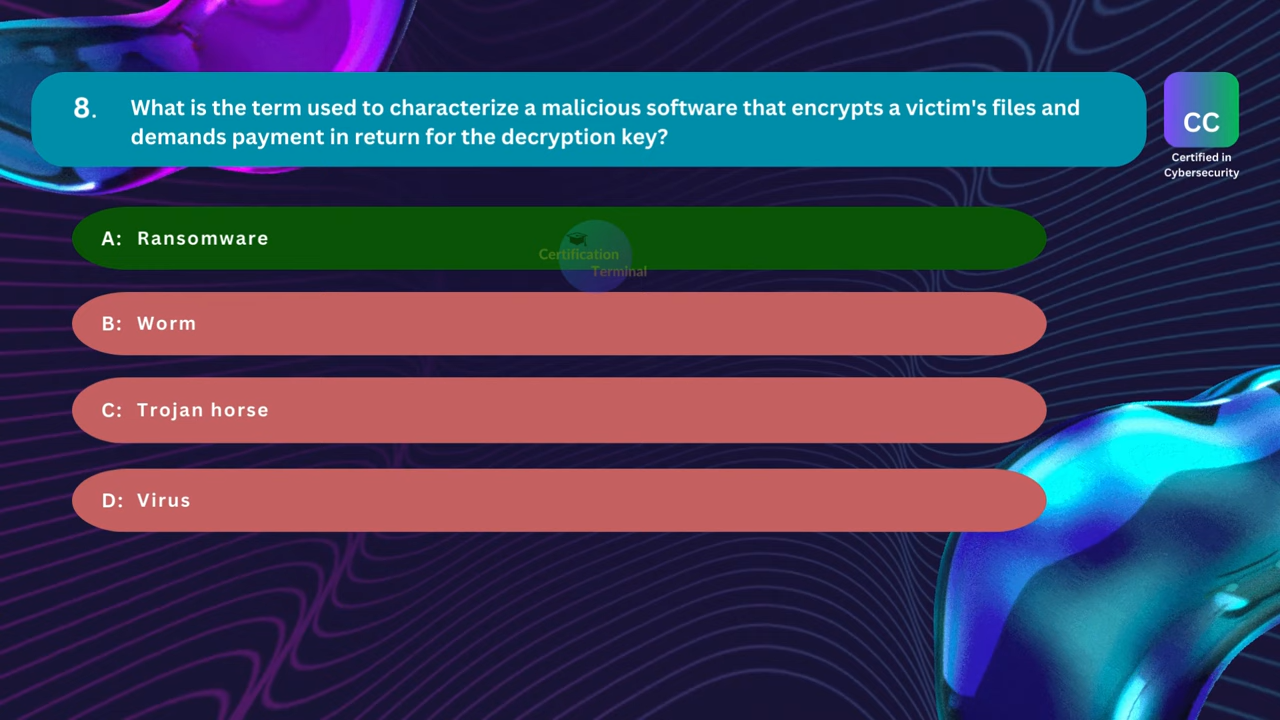 8. What is the term used to characterize a malicious software that encrypts a victim's files and
demands payment in return for the decryption key?
CC
Certified in
Cybersecurity
A: Ransomware
Certification
Terminal
B: Worm
C: Trojan horse
D: Virus